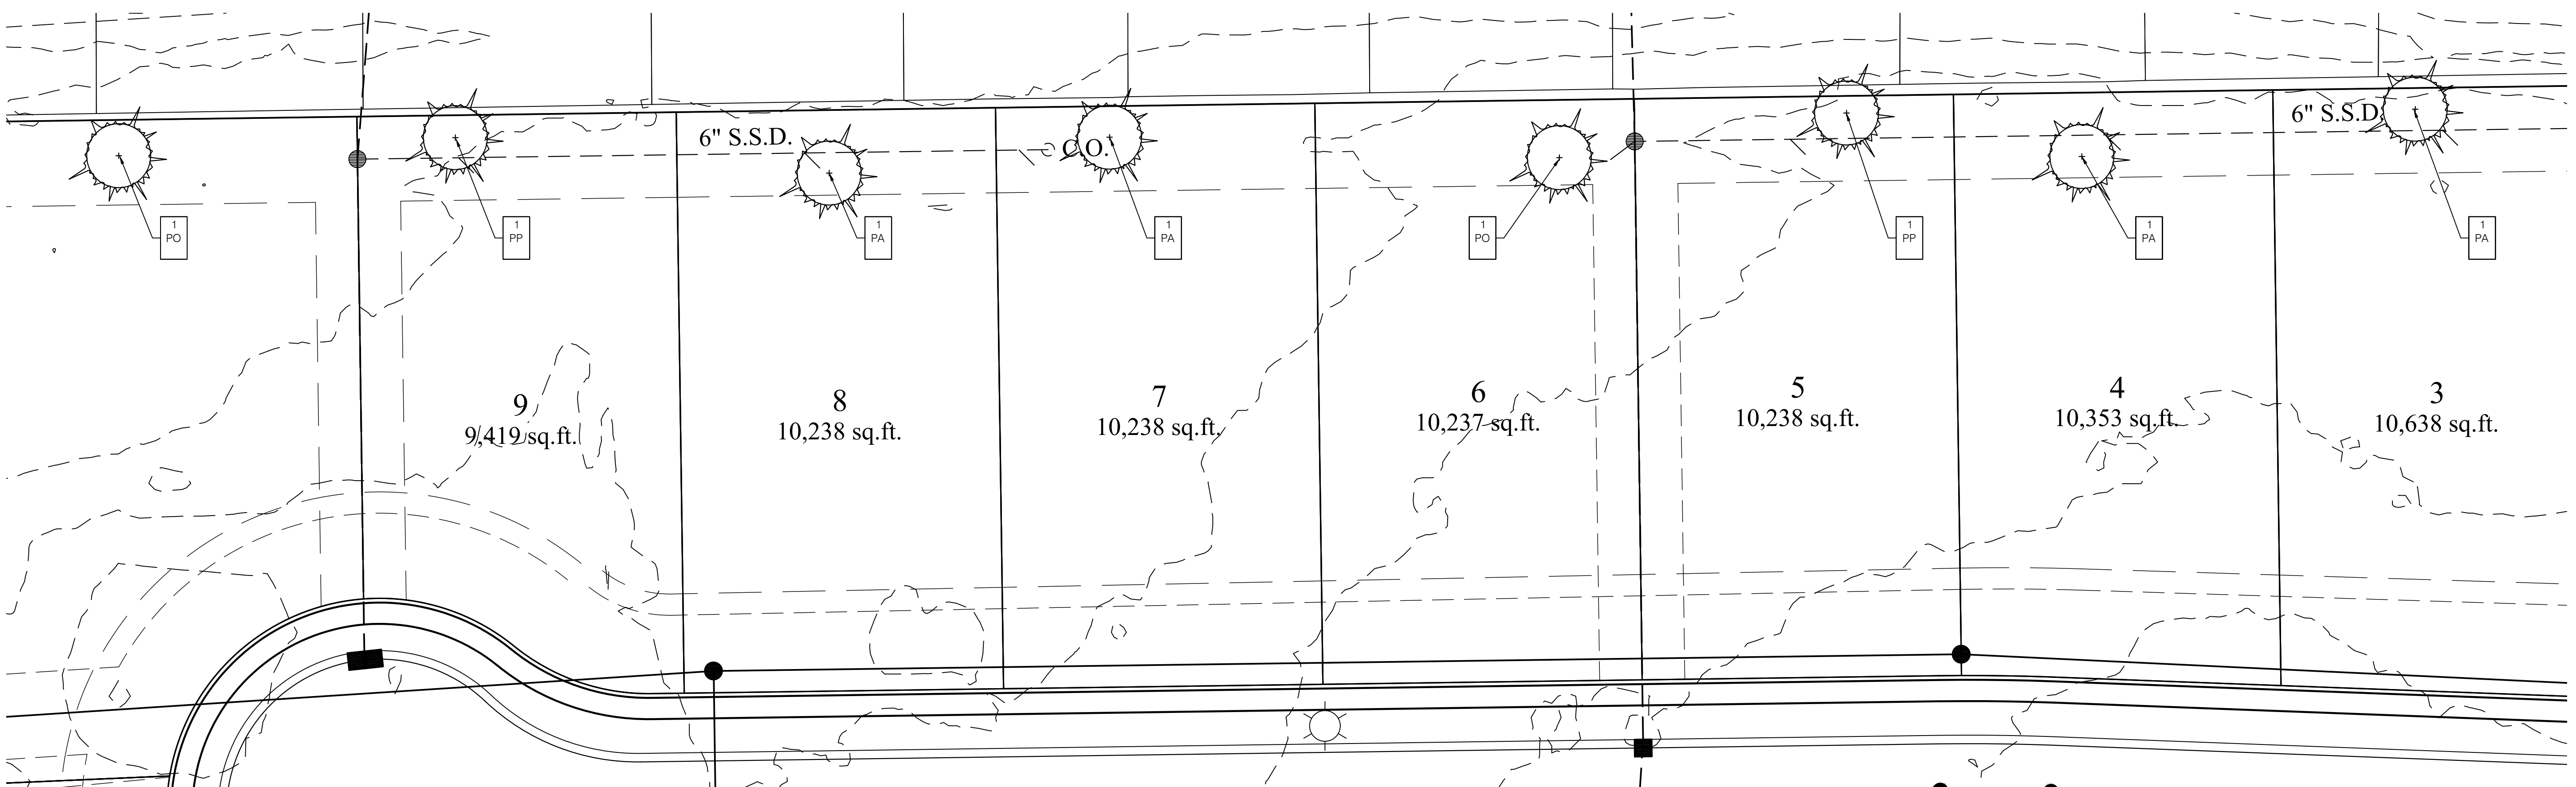 6" S.S.D.
C.O.
6" S.S.D.
1
PO
1
PP
1
PA
1
PA
1
PO
1
PP
1
PA
1
PA
9
9,419 sq.ft.
8
10,238 sq.ft.
7
10,238 sq.ft.
6
10,237 sq.ft.
5
10,238 sq.ft.
4
10,353 sq.ft.
3
10,638 sq.ft.